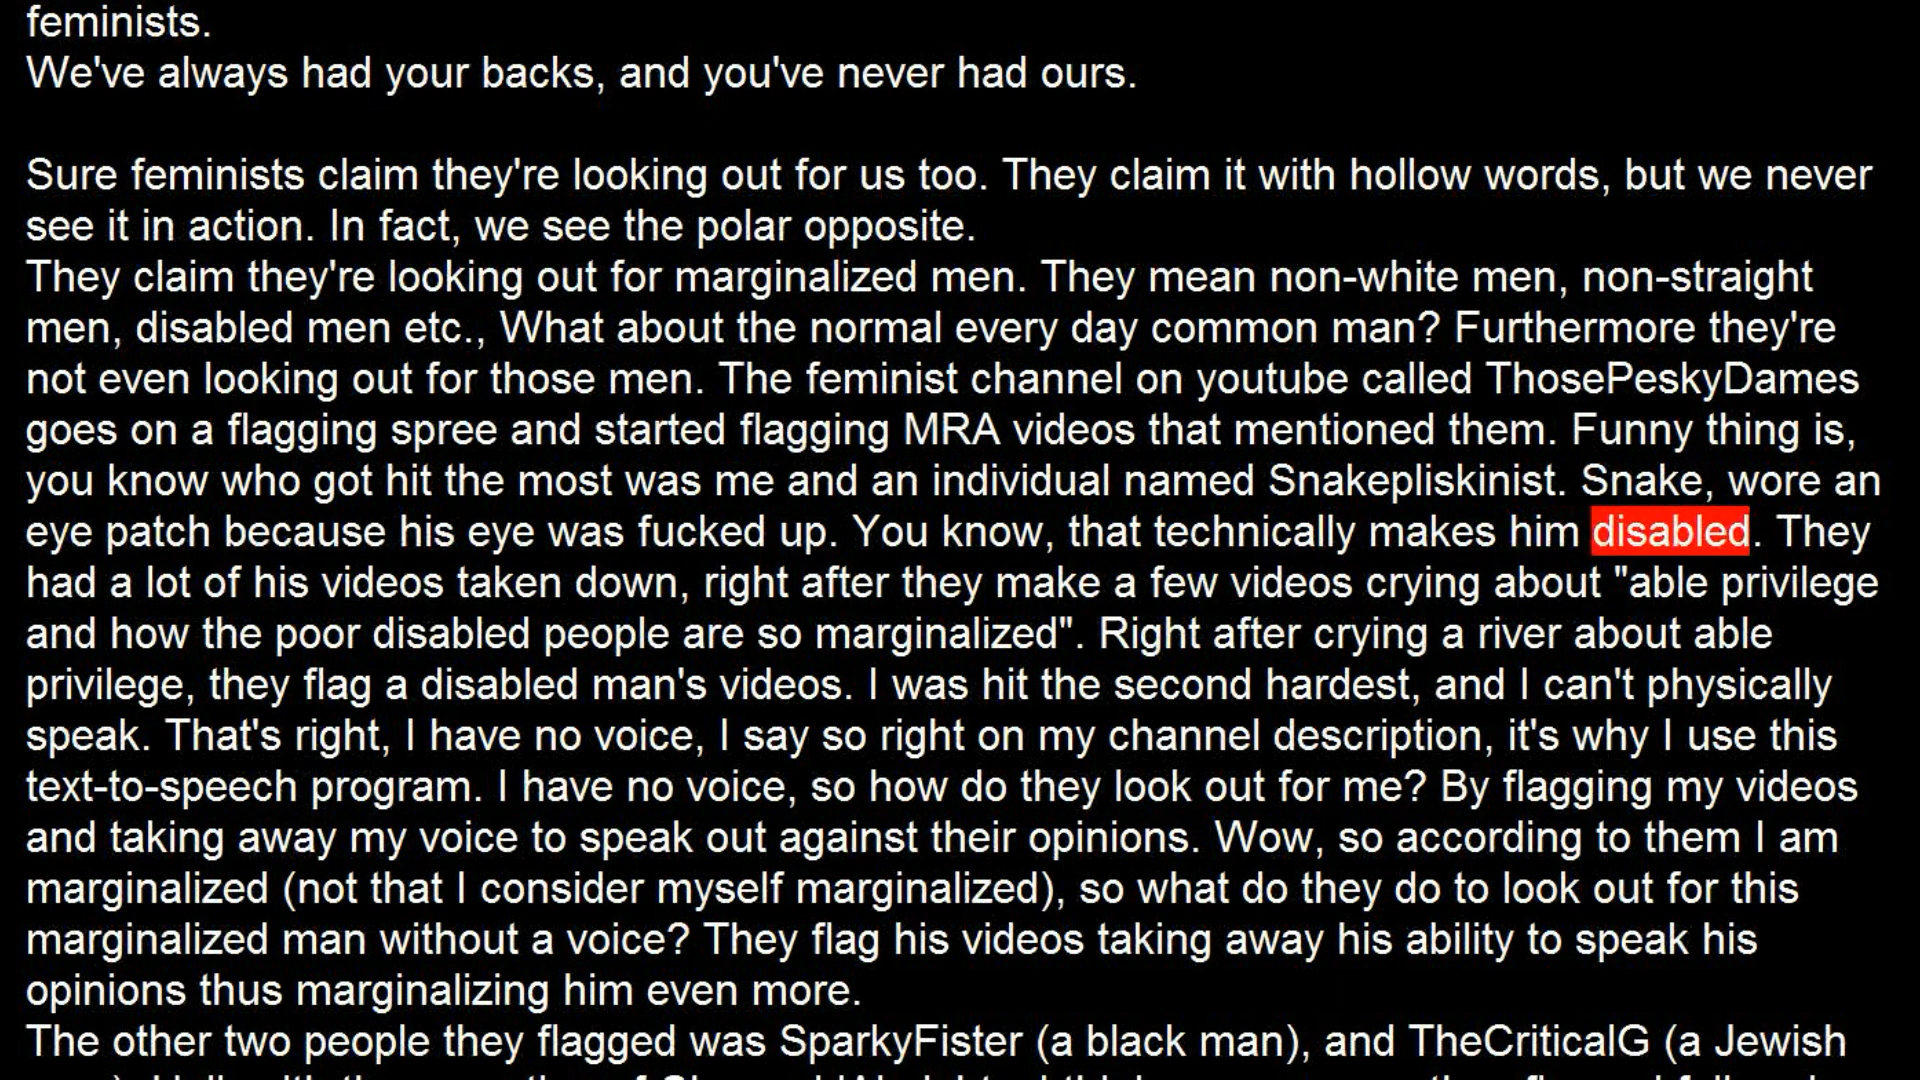 feminists.
We've always had your backs, and you've never had ours.
Sure feminists claim they're looking out for us too. They claim it with hollow words, but we never
see it in action. In fact, we see the polar opposite.
They claim they're looking out for marginalized men. They mean non-white men, non-straight
men, disabled men etc., What about the normal every day common man? Furthermore they're
not even looking out for those men. The feminist channel on youtube called ThosePeskyDames
goes on a flagging spree and started flagging MRA videos that mentioned them. Funny thing is,
you know who got hit the most was me and an individual named Snakepliskinist. Snake, wore an
eye patch because his eye was fucked up. You know, that technically makes him disabled. They
had a lot of his videos taken down, right after they make a few videos crying about "able privilege
and how the poor disabled people are so marginalized". Right after crying a river about able
privilege, they flag a disabled man's videos. I was hit the second hardest, and I can't physically
speak. That's right, I have no voice, I say so right on my channel description, it's why I use this
text-to-speech program. I have no voice, so how do they look out for me? By flagging my videos
and taking away my voice to speak out against their opinions. Wow, so according to them I am
marginalized (not that I consider myself marginalized), so what do they do to look out for this
marginalized man without a voice? They flag his videos taking away his ability to speak his
opinions thus marginalizing him even more.
The other two people they flagged was SparkyFister (a black man), and TheCriticalG (a Jewish